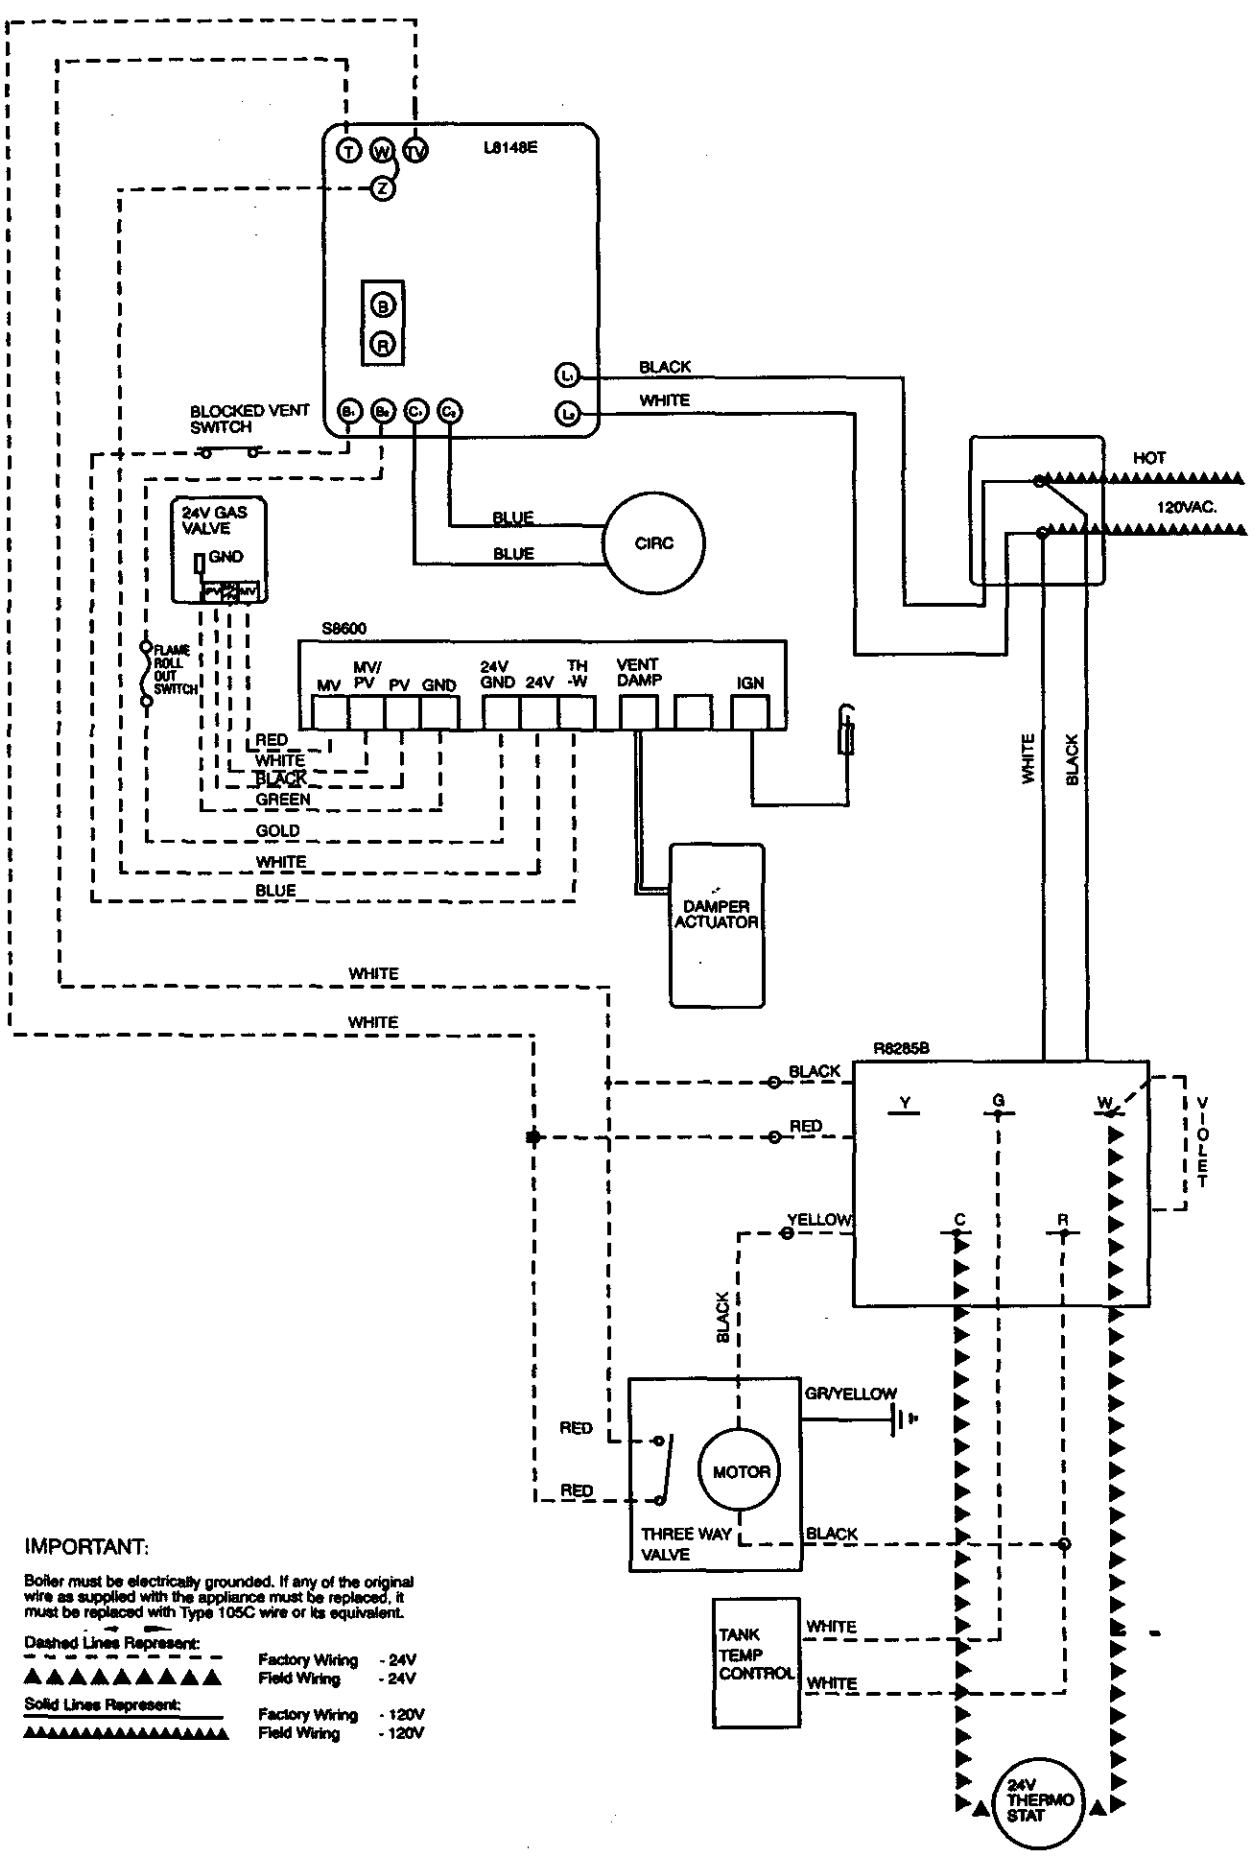 T
W
TV
L8148E
Z
B
R
BLACK
L1
WHITE
L2
BLOCKED VENT
SWITCH
B1
B2
C1
C2
HOT
120VAC.
24V GAS
VALVE
GND
PV
MV
BLUE
BLUE
CIRC
S8600
FLAME
ROLL
OUT
SWITCH
MV
MV/
PV
PV
GND
24V
GND
24V
TH
-W
VENT
DAMP
IGN
RED
WHITE
BLACK
GREEN
GOLD
WHITE
BLUE
WHITE
BLACK
DAMPER
ACTUATOR
WHITE
WHITE
R8285B
BLACK
Y
G
W
VIOLET
RED
YELLOW
C
R
BLACK
GR/YELLOW
RED
MOTOR
RED
THREE WAY
VALVE
BLACK
TANK
TEMP
CONTROL
WHITE
WHITE
24V
THERMO
STAT
IMPORTANT:
Boiler must be electrically grounded. If any of the original
wire as supplied with the appliance must be replaced, it
must be replaced with Type 105C wire or its equivalent.
Dashed Lines Represent:
Factory Wiring - 24V
Field Wiring - 24V
Solid Lines Represent:
Factory Wiring - 120V
Field Wiring - 120V